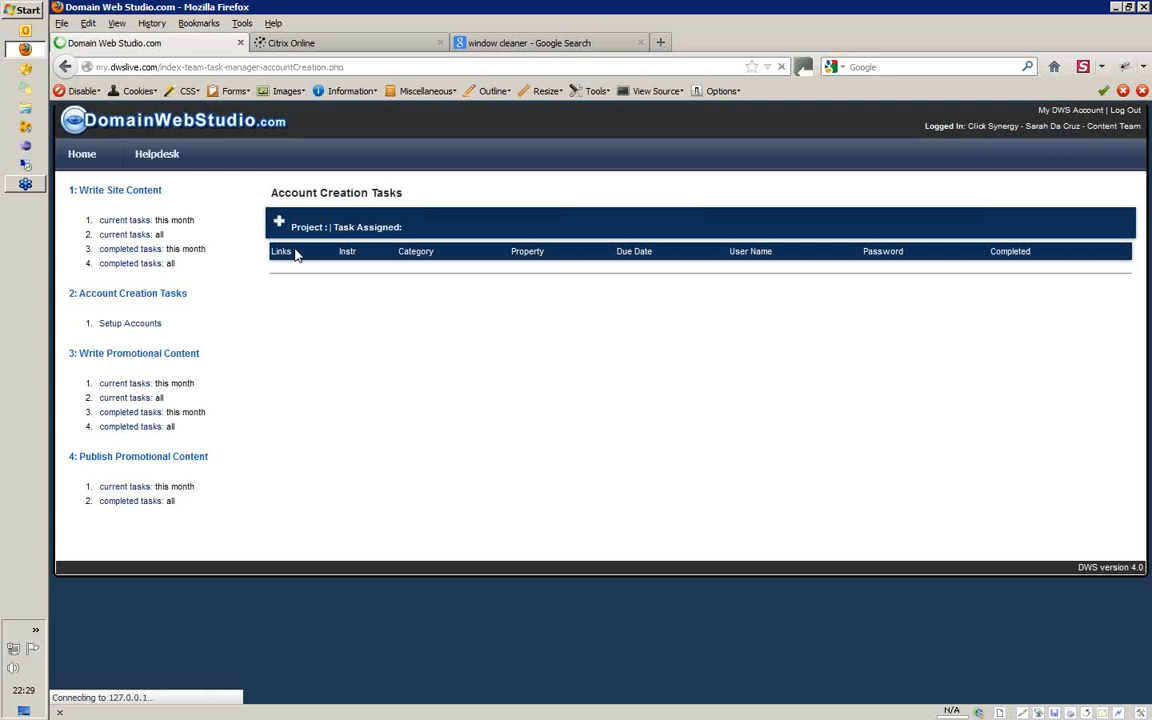 Start
Domain Web Studio.com - Mozilla Firefox
File Edit View History Bookmarks Tools Help
Domain Web Studio.com
Citrix Online
window cleaner - Google Search
my.dwslive.com/index-team-task-manager-accountCreation.php
Google
Disable Cookies CSS Forms Images Information Miscellaneous Outline Resize Tools View Source Options
DomainWebStudio.com
My DWS Account | Log Out
Logged In: Click Synergy - Sarah Da Cruz - Content Team
Home Helpdesk
1: Write Site Content
1. current tasks: this month
2. current tasks: all
3. completed tasks: this month
4. completed tasks: all
2: Account Creation Tasks
1. Setup Accounts
3: Write Promotional Content
1. current tasks: this month
2. current tasks: all
3. completed tasks: this month
4. completed tasks: all
4: Publish Promotional Content
1. current tasks: this month
2. completed tasks: all
Account Creation Tasks
Project : | Task Assigned:
Links Instr Category Property Due Date User Name Password Completed
DWS version 4.0
22:29
Connecting to 127.0.0.1...
N/A